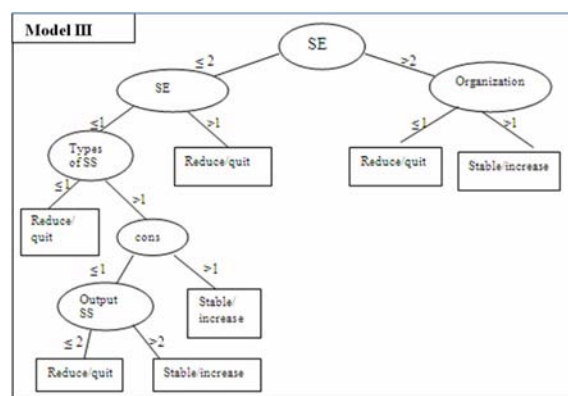 Model III
SE
≤ 2
>2
SE
Organization
≤1
>1
≤1
>1
Types
of SS
Reduce/quit
Reduce/quit
Stable/increase
≤1
>1
Reduce/
quit
cons
≤1
>1
Output
SS
Stable/
increase
≤ 2
>2
Reduce/quit
Stable/increase